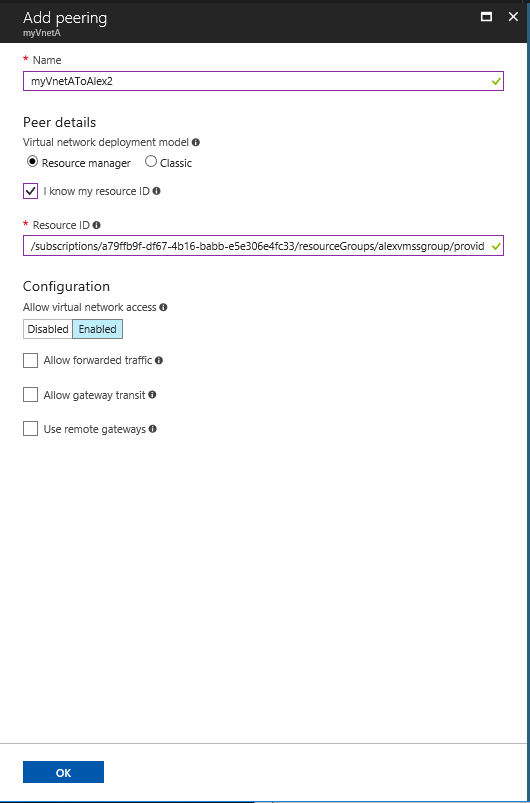 Add peering
myVnetA
* Name
myVnetAToAlex2
Peer details
Virtual network deployment model
Resource manager Classic
I know my resource ID
* Resource ID
/subscriptions/a79ffb9f-df67-4b16-babb-e5e306e4fc33/resourceGroups/alexvmssgroup/provid
Configuration
Allow virtual network access
Disabled Enabled
Allow forwarded traffic
Allow gateway transit
Use remote gateways
OK